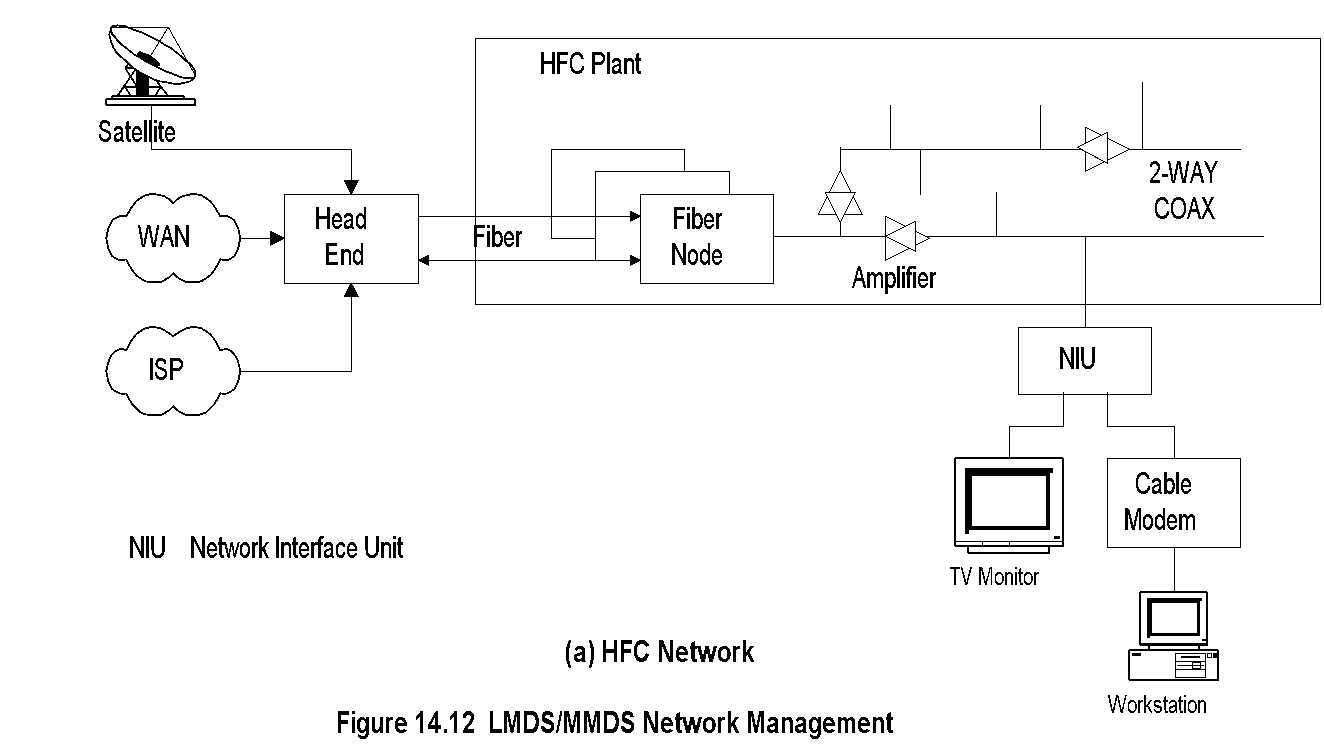 HFC Plant
Satellite
2-WAY
COAX
WAN
Head
End
Fiber
Fiber
Node
Amplifier
ISP
NIU
Cable
Modem
NIU Network Interface Unit
TV Monitor
(a) HFC Network
Workstation
Figure 14.12 LMDS/MMDS Network Management